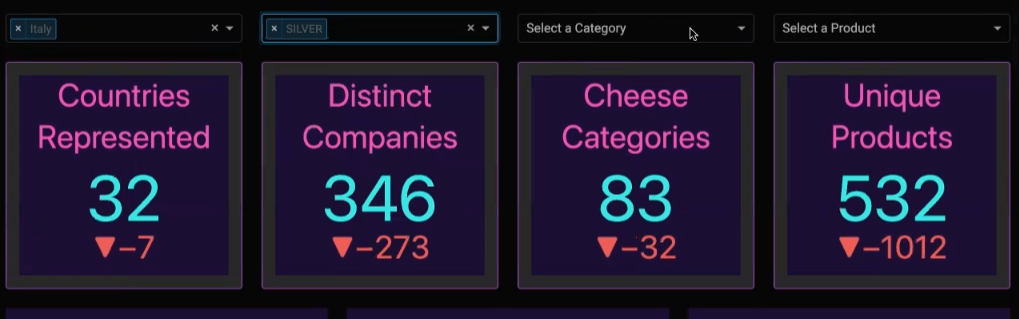 × Italy × 
× SILVER × 
Select a Category
Select a Product
Countries
Represented
32
▼−7
Distinct
Companies
346
▼−273
Cheese
Categories
83
▼−32
Unique
Products
532
▼−1012